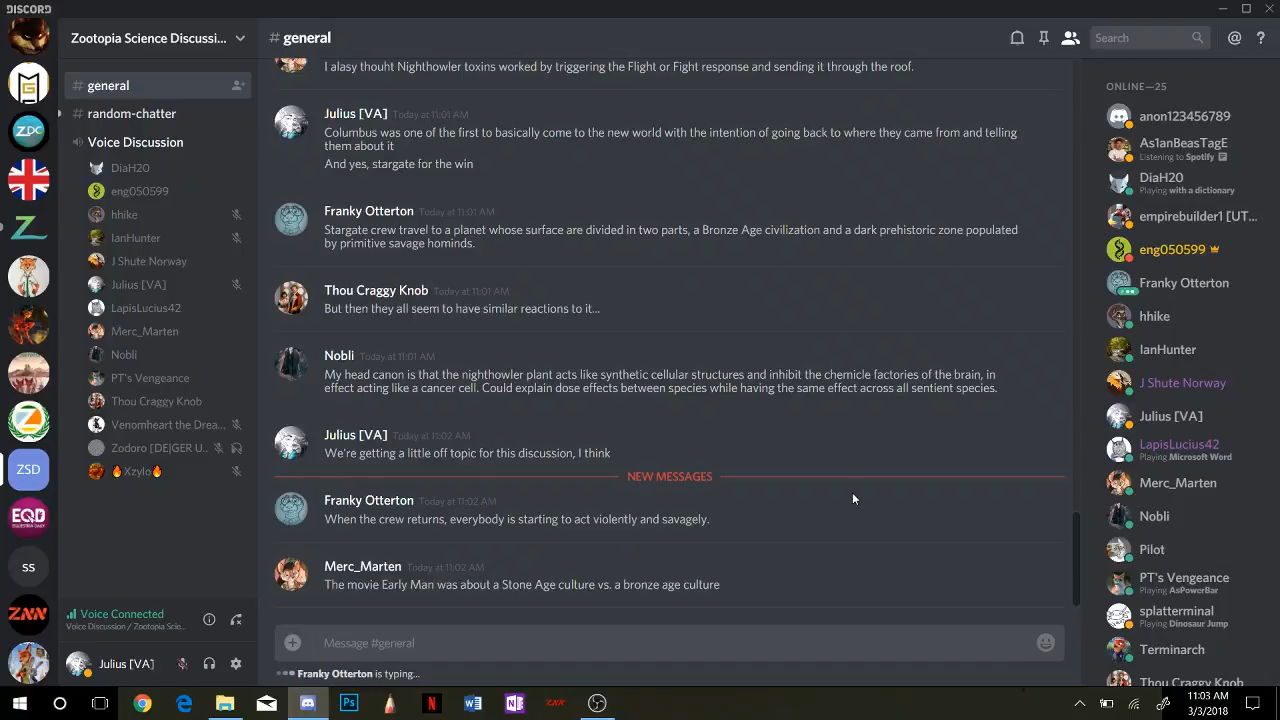 DISCORD
Zootopia Science Discussi...
# general
Search
@
?
# general
# random-chatter
Voice Discussion
DiaH20
eng050599
hhike
IanHunter
J Shute Norway
Julius [VA]
LapisLucius42
Merc_Marten
Nobli
PT's Vengeance
Thou Craggy Knob
Venomheart the Drea...
Zodoro [DE|GER U...
🔥Xzylo🔥
Voice Connected
Voice Discussion / Zootopia Scie...
Julius [VA]
ZDC
ZSD
EQD
EQUESTRIA DAILY
ss
ZNN
I alasy thouht Nighthowler toxins worked by triggering the Flight or Fight response and sending it through the roof.
Julius [VA] Today at 11:01 AM
Columbus was one of the first to basically come to the new world with the intention of going back to where they came from and telling
them about it
And yes, stargate for the win
Franky Otterton Today at 11:01 AM
Stargate crew travel to a planet whose surface are divided in two parts, a Bronze Age civilization and a dark prehistoric zone populated
by primitive savage hominds.
Thou Craggy Knob Today at 11:01 AM
But then they all seem to have similar reactions to it...
Nobli Today at 11:01 AM
My head canon is that the nighthowler plant acts like synthetic cellular structures and inhibit the chemicle factories of the brain, in
effect acting like a cancer cell. Could explain dose effects between species while having the same effect across all sentient species.
Julius [VA] Today at 11:02 AM
We're getting a little off topic for this discussion, I think
NEW MESSAGES
Franky Otterton Today at 11:02 AM
When the crew returns, everybody is starting to act violently and savagely.
Merc_Marten Today at 11:02 AM
The movie Early Man was about a Stone Age culture vs. a bronze age culture
Message #general
Franky Otterton is typing...
ONLINE—25
anon123456789
As1anBeasTagE
Listening to Spotify
DiaH20
Playing with a dictionary
empirebuilder1 [UT...
eng050599
Franky Otterton
hhike
IanHunter
J Shute Norway
Julius [VA]
LapisLucius42
Playing Microsoft Word
Merc_Marten
Nobli
Pilot
PT's Vengeance
Playing AsPowerBar
splatterminal
Playing Dinosaur Jump
Terminarch
Thou Craggy Knob
Ps
N
W
N
ZNN
11:03 AM
3/3/2018